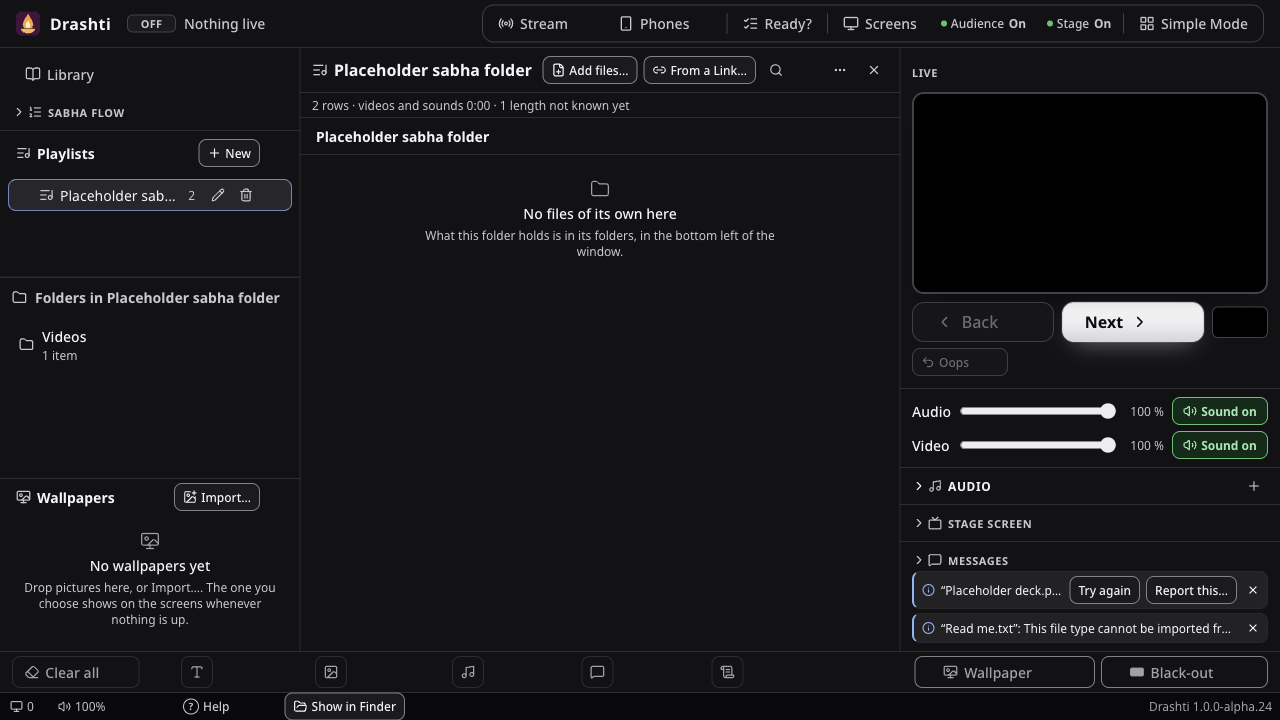 Drashti
OFF
Nothing live
Stream
Phones
Ready?
Screens
Audience On
Stage On
Simple Mode
Library
SABHA FLOW
Playlists
New
Placeholder sab...
2
Folders in Placeholder sabha folder
Videos
1 item
Wallpapers
Import...
No wallpapers yet
Drop pictures here, or Import.... The one you
choose shows on the screens whenever
nothing is up.
Placeholder sabha folder
Add files...
From a Link...
2 rows · videos and sounds 0:00 · 1 length not known yet
Placeholder sabha folder
No files of its own here
What this folder holds is in its folders, in the bottom left of the
window.
LIVE
Back
Next
Oops
Audio
100 %
Sound on
Video
100 %
Sound on
AUDIO
STAGE SCREEN
MESSAGES
“Placeholder deck.p...
Try again
Report this...
“Read me.txt”: This file type cannot be imported fr...
Clear all
Wallpaper
Black-out
0
100%
Help
Show in Finder
Drashti 1.0.0-alpha.24